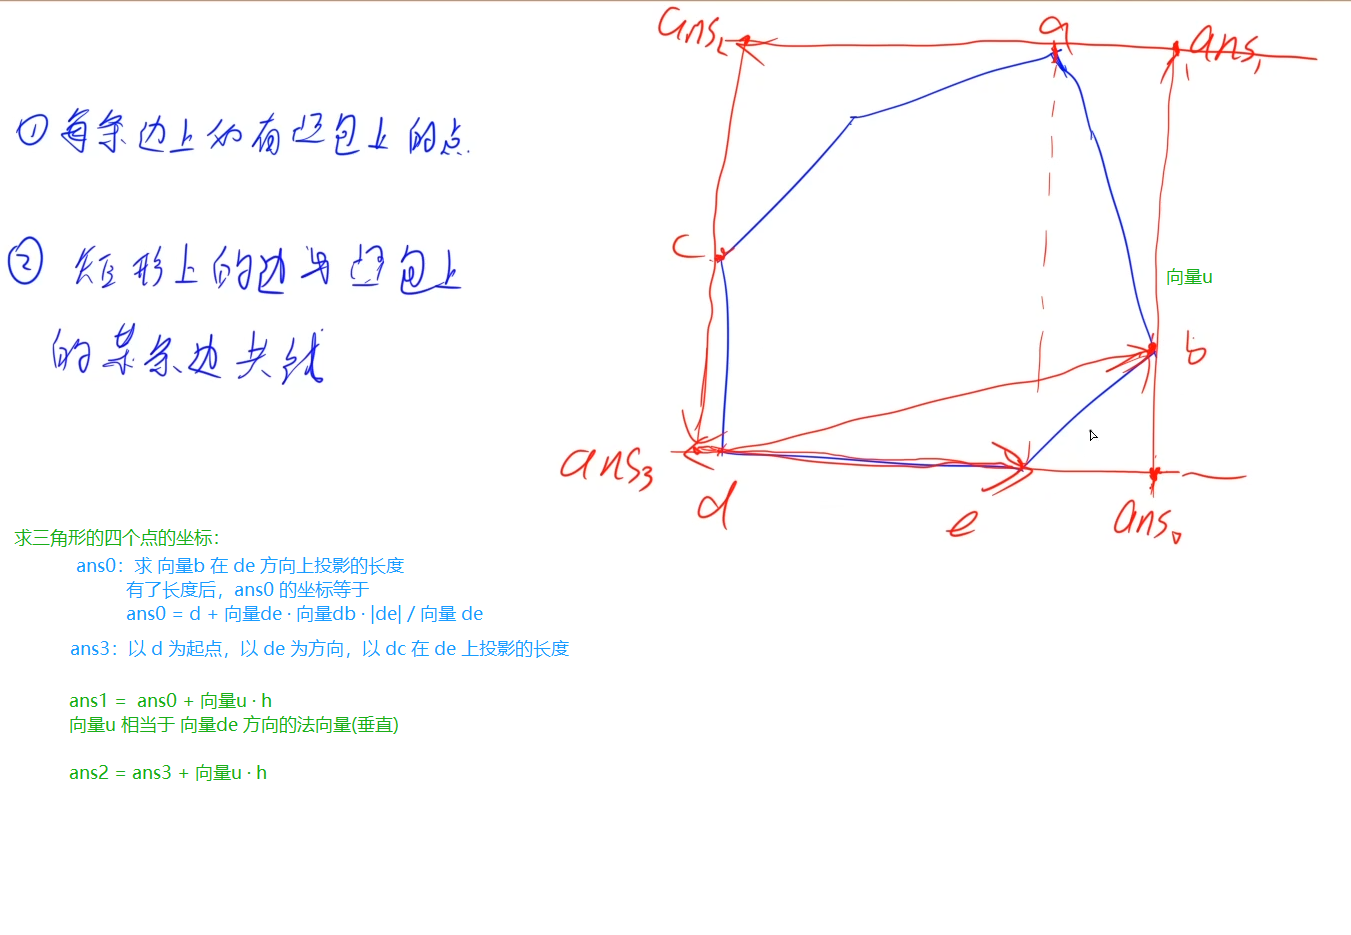 ① 每条边上都有凸包上的点.
② 矩形上的边与凸包上
的某条边共线
ans₂
a
ans₁
c
向量u
b
ans₃
d
e
ans₀
求三角形的四个点的坐标：
ans0：求 向量b 在 de 方向上投影的长度
有了长度后，ans0 的坐标等于
ans0 = d + 向量de · 向量db · |de| / 向量 de
ans3：以 d 为起点，以 de 为方向，以 dc 在 de 上投影的长度
ans1 = ans0 + 向量u · h
向量u 相当于 向量de 方向的法向量(垂直)
ans2 = ans3 + 向量u · h